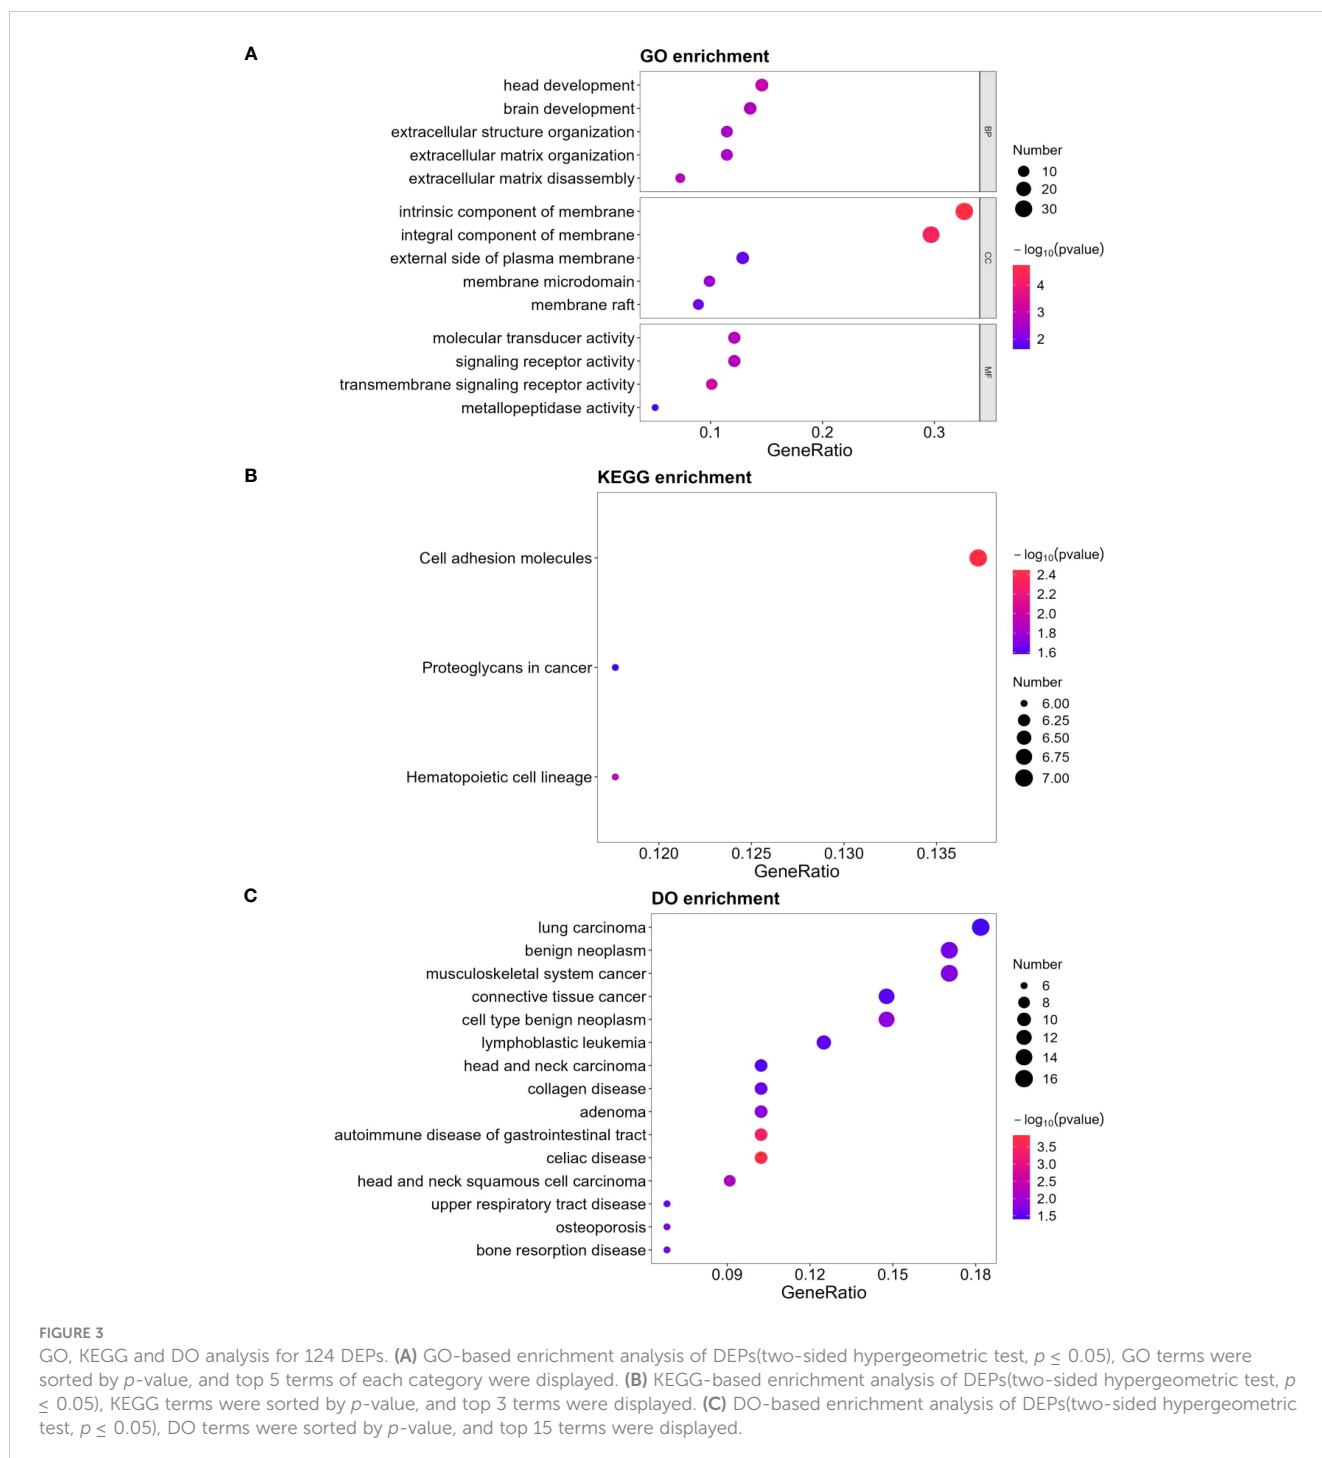 A
GO enrichment
head development
brain development
extracellular structure organization
extracellular matrix organization
extracellular matrix disassembly
BP
intrinsic component of membrane
integral component of membrane
external side of plasma membrane
membrane microdomain
membrane raft
CC
molecular transducer activity
signaling receptor activity
transmembrane signaling receptor activity
metallopeptidase activity
MF
0.1 0.2 0.3
GeneRatio
Number
10
20
30
− log₁₀(pvalue)
4
3
2
B
KEGG enrichment
Cell adhesion molecules
Proteoglycans in cancer
Hematopoietic cell lineage
0.120 0.125 0.130 0.135
GeneRatio
− log₁₀(pvalue)
2.4
2.2
2.0
1.8
1.6
Number
6.00
6.25
6.50
6.75
7.00
C
DO enrichment
lung carcinoma
benign neoplasm
musculoskeletal system cancer
connective tissue cancer
cell type benign neoplasm
lymphoblastic leukemia
head and neck carcinoma
collagen disease
adenoma
autoimmune disease of gastrointestinal tract
celiac disease
head and neck squamous cell carcinoma
upper respiratory tract disease
osteoporosis
bone resorption disease
0.09 0.12 0.15 0.18
GeneRatio
Number
6
8
10
12
14
16
− log₁₀(pvalue)
3.5
3.0
2.5
2.0
1.5
FIGURE 3
GO, KEGG and DO analysis for 124 DEPs. (A) GO-based enrichment analysis of DEPs(two-sided hypergeometric test, p ≤ 0.05), GO terms were
sorted by p-value, and top 5 terms of each category were displayed. (B) KEGG-based enrichment analysis of DEPs(two-sided hypergeometric test, p
≤ 0.05), KEGG terms were sorted by p-value, and top 3 terms were displayed. (C) DO-based enrichment analysis of DEPs(two-sided hypergeometric
test, p ≤ 0.05), DO terms were sorted by p-value, and top 15 terms were displayed.